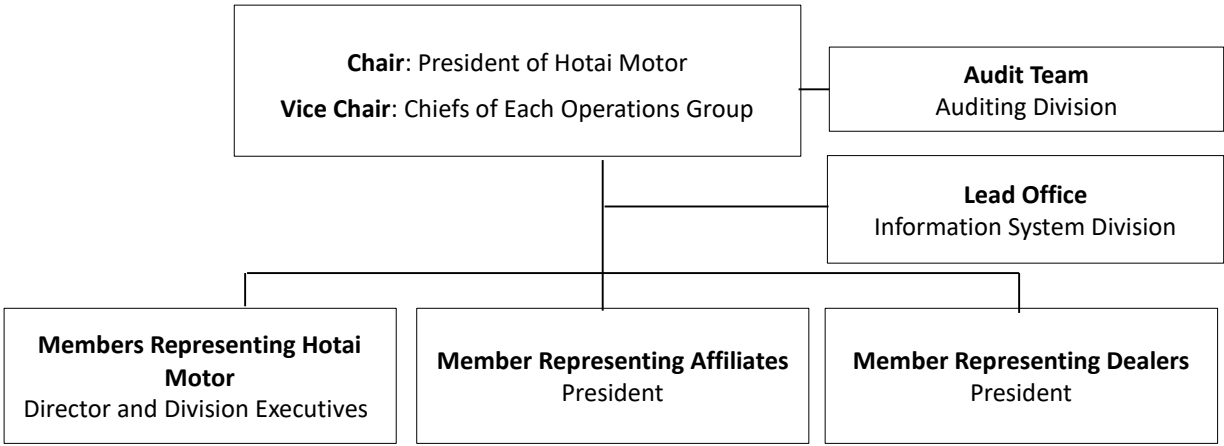 Chair: President of Hotai Motor
Vice Chair: Chiefs of Each Operations Group
Audit Team
Auditing Division
Lead Office
Information System Division
Members Representing Hotai
Motor
Director and Division Executives
Member Representing Affiliates
President
Member Representing Dealers
President